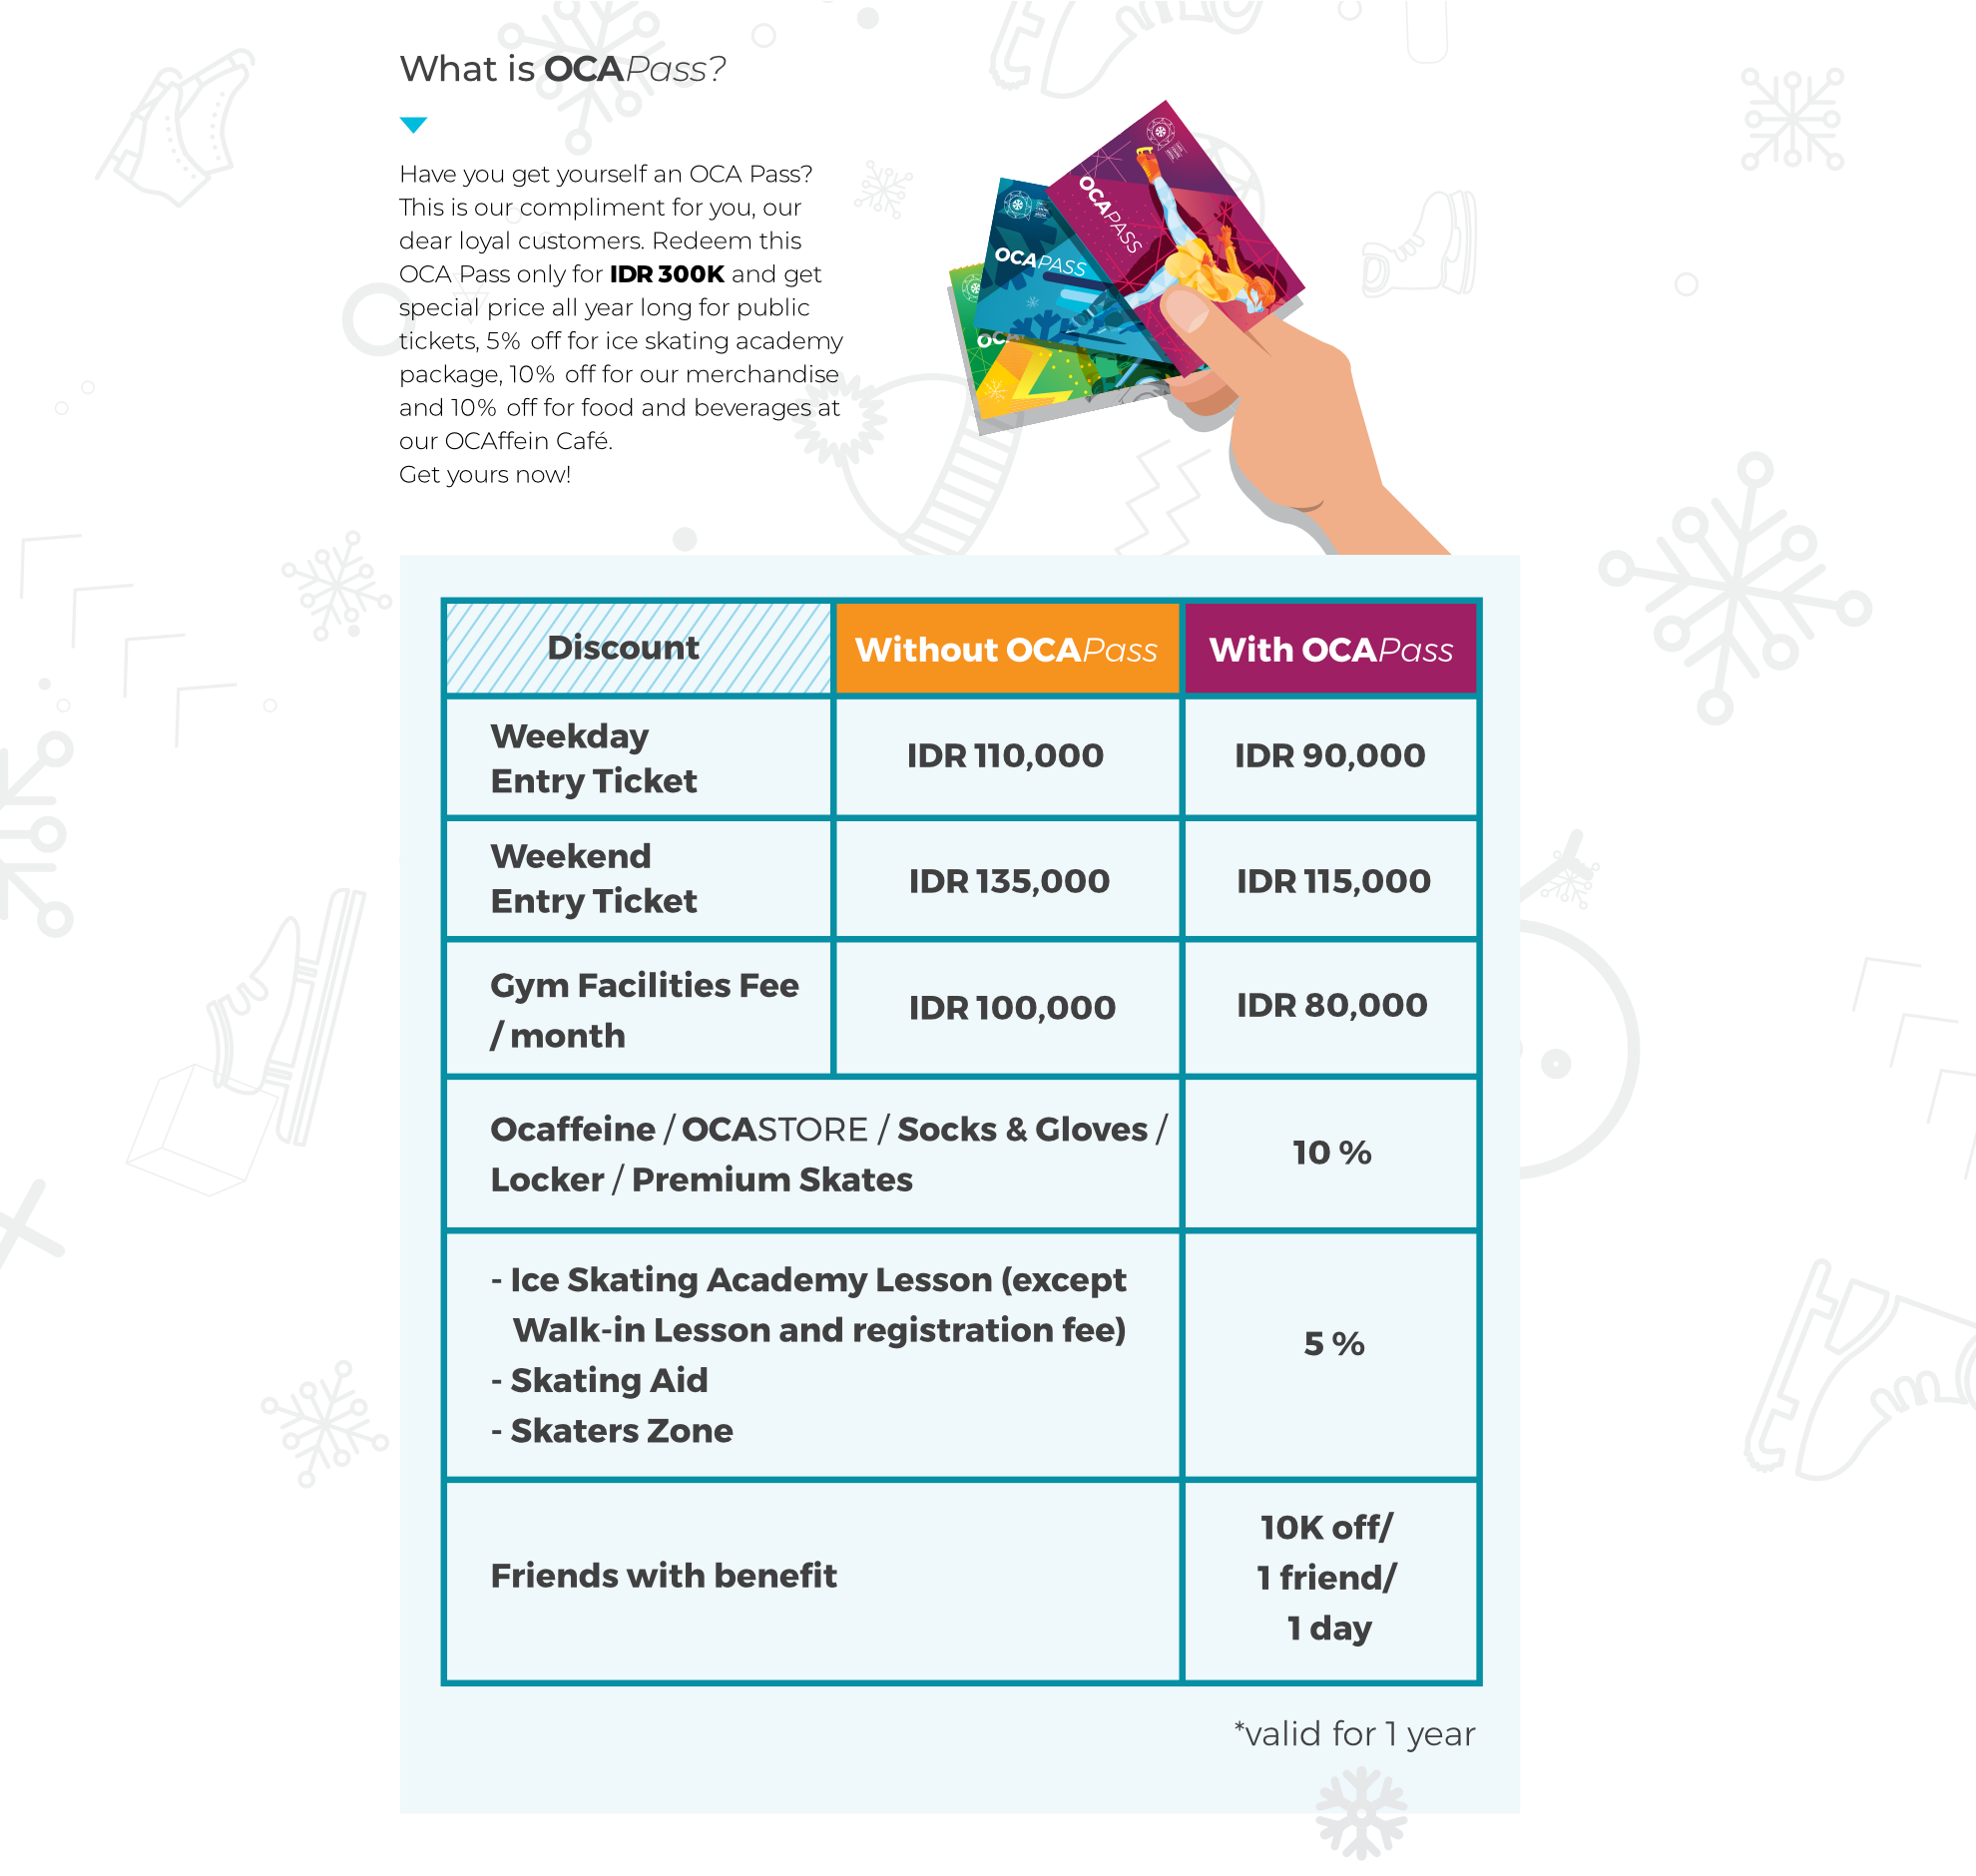 What is OCAPass?
Have you get yourself an OCA Pass?
This is our compliment for you, our
dear loyal customers. Redeem this
OCA Pass only for IDR 300K and get
special price all year long for public
tickets, 5% off for ice skating academy
package, 10% off for our merchandise
and 10% off for food and beverages at
our OCAffein Café.
Get yours now!
OCAPASS
OCAPASS
OC
Discount
Without OCAPass
With OCAPass
Weekday
Entry Ticket
IDR 110,000
IDR 90,000
Weekend
Entry Ticket
IDR 135,000
IDR 115,000
Gym Facilities Fee
/ month
IDR 100,000
IDR 80,000
Ocaffeine / OCASTORE / Socks & Gloves /
Locker / Premium Skates
10 %
- Ice Skating Academy Lesson (except
Walk-in Lesson and registration fee)
- Skating Aid
- Skaters Zone
5 %
Friends with benefit
10K off/
1 friend/
1 day
*valid for 1 year